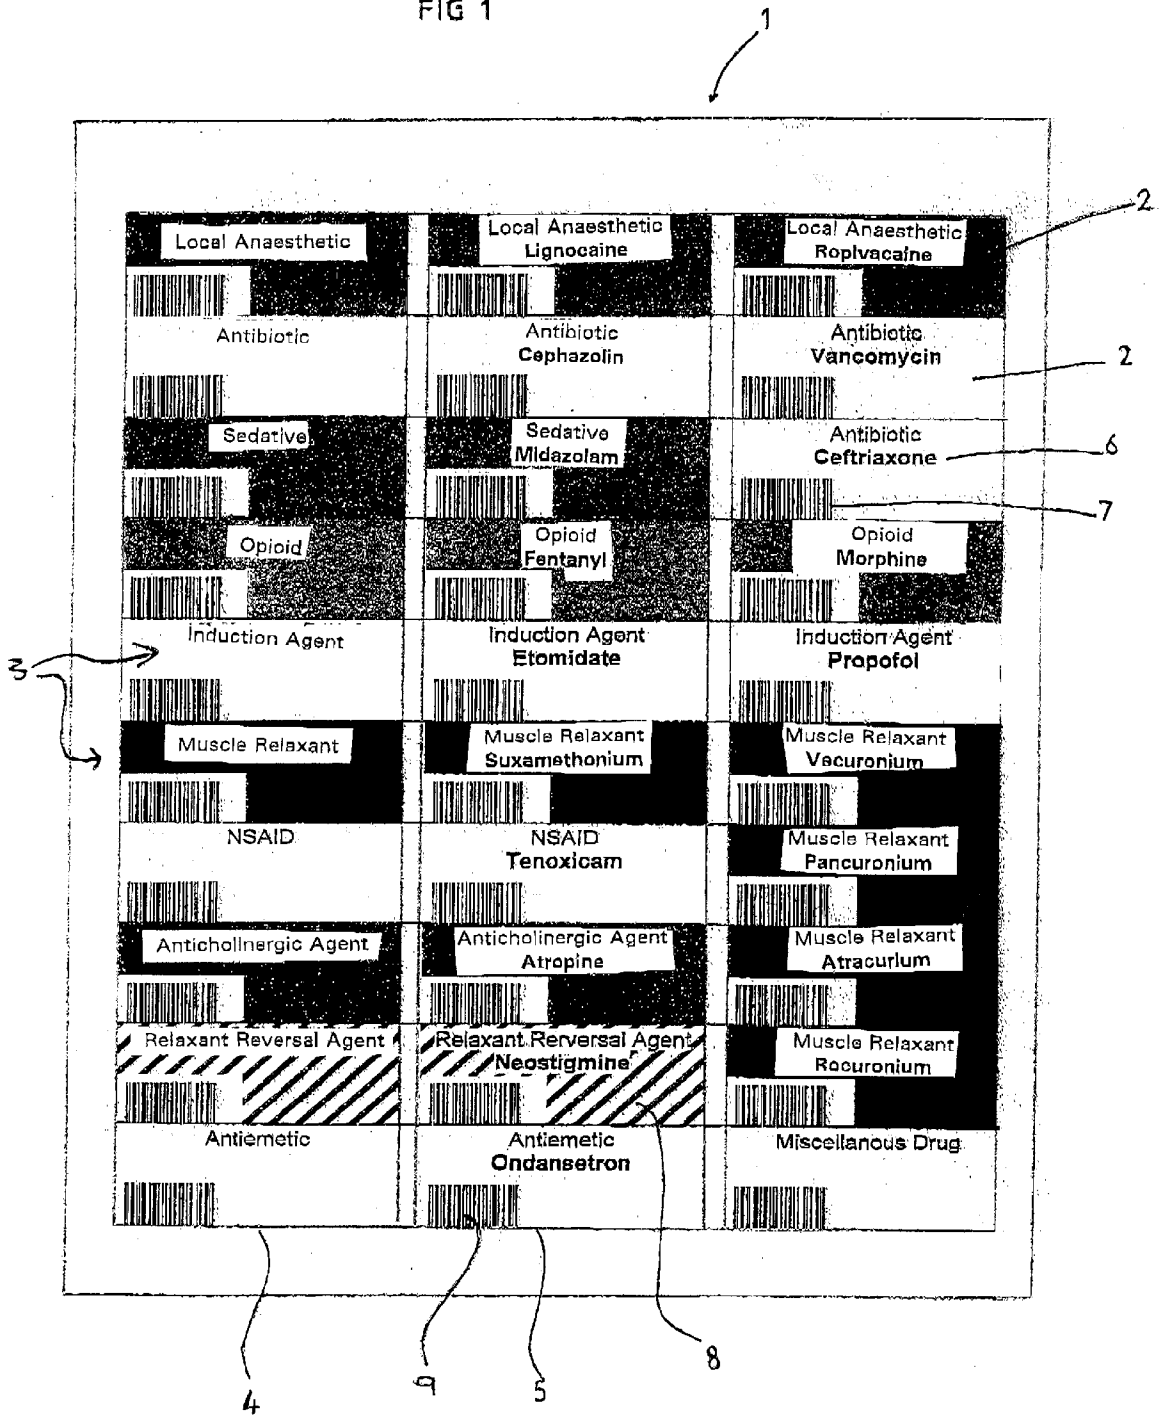 FIG 1
1
Local Anaesthetic
Local Anaesthetic
Lignocaine
Local Anaesthetic
Ropivacaine
2
Antibiotic
Antibiotic
Cephazolin
Antibiotic
Vancomycin
2
Sedative
Sedative
Midazolam
Antibiotic
Ceftriaxone
6
7
Opioid
Opioid
Fentanyl
Opioid
Morphine
3
Induction Agent
Induction Agent
Etomidate
Induction Agent
Propofol
Muscle Relaxant
Muscle Relaxant
Suxamethonium
Muscle Relaxant
Vecuronium
NSAID
NSAID
Tenoxicam
Muscle Relaxant
Pancuronium
Anticholinergic Agent
Anticholinergic Agent
Atropine
Muscle Relaxant
Atracurium
Relaxant Reversal Agent
Relaxant Rerversal Agent
Neostigmine
Muscle Relaxant
Rocuronium
Antiemetic
Antiemetic
Ondansetron
Miscellanous Drug
4
9
5
8